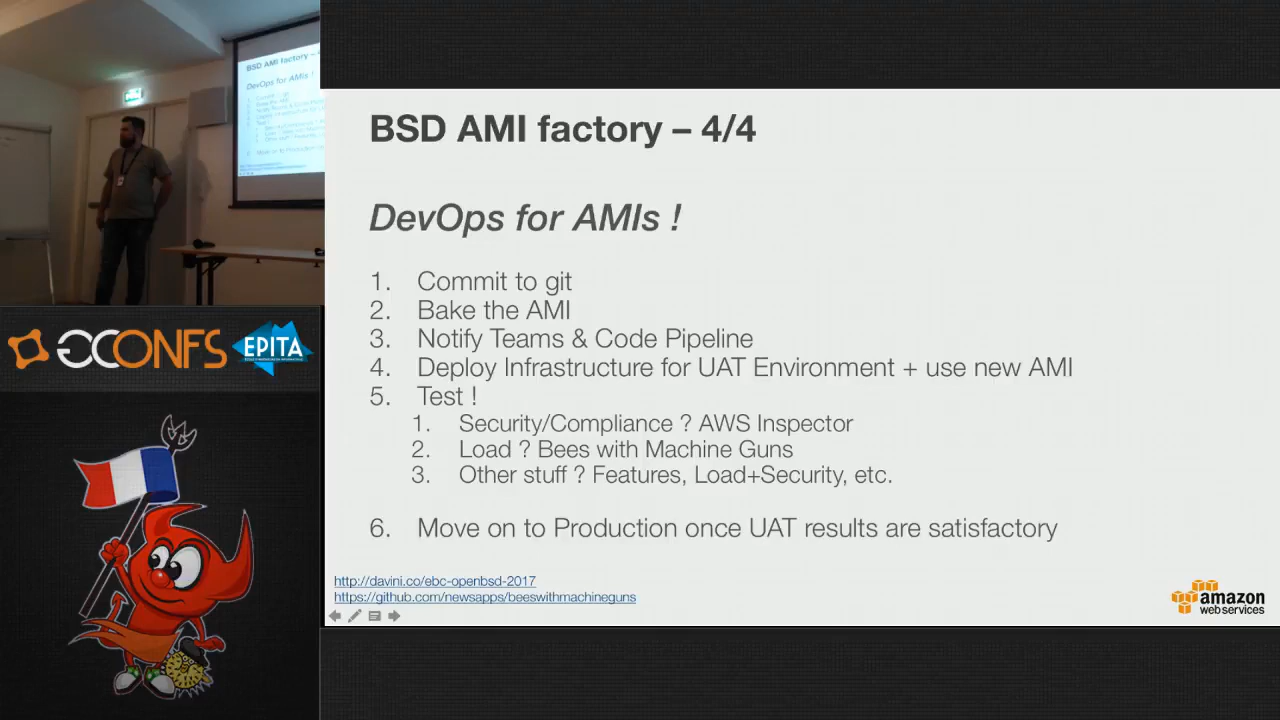 BSD AMI factory – 4/4
DevOps for AMIs !
1. Commit to git
2. Bake the AMI
3. Notify Teams & Code Pipeline
4. Deploy Infrastructure for UAT Environment + use new AMI
5. Test !
1. Security/Compliance ? AWS Inspector
2. Load ? Bees with Machine Guns
3. Other stuff ? Features, Load+Security, etc.
6. Move on to Production once UAT results are satisfactory
http://davini.co/ebc-openbsd-2017
https://github.com/newsapps/beeswithmachineguns
amazon
web services
GCONFS
EPITA
BSD AMI factory –
DevOps for AMIs !